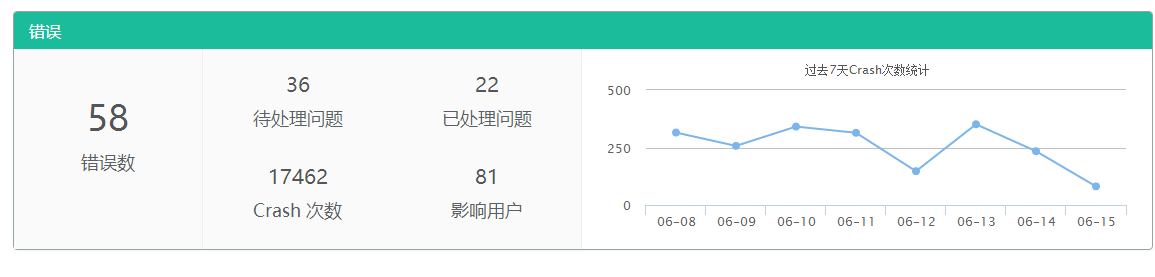 错误
58
错误数
36
待处理问题
22
已处理问题
17462
Crash 次数
81
影响用户
过去7天Crash次数统计
500
250
0
06-08 06-09 06-10 06-11 06-12 06-13 06-14 06-15